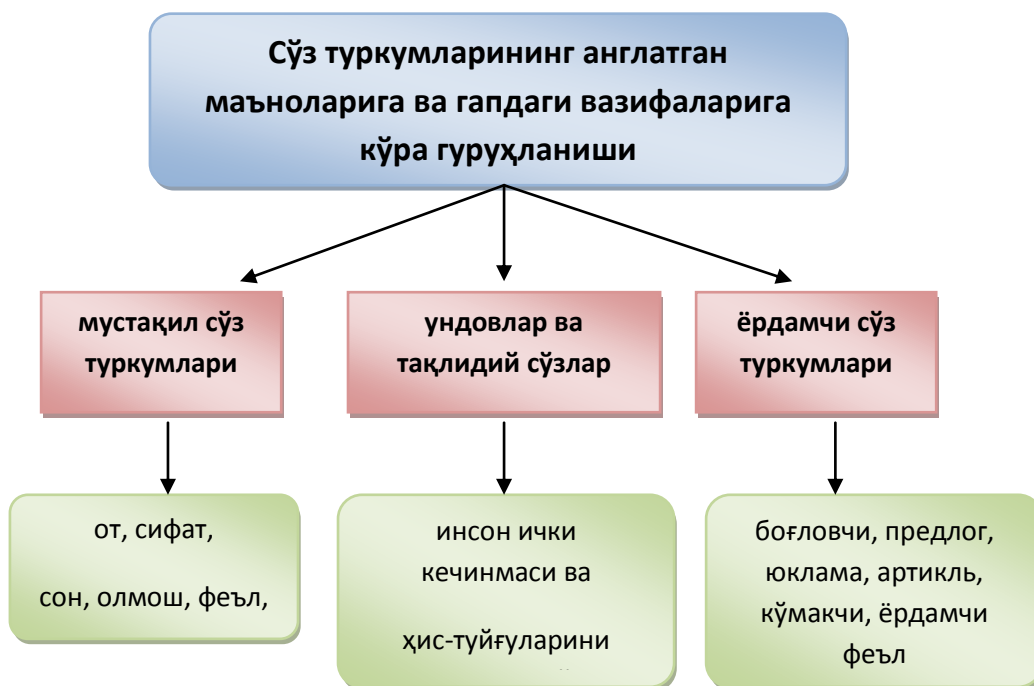 Сўз туркумларининг англатган
маъноларига ва гапдаги вазифаларига
кўра гуруҳланиши
мустақил сўз
туркумлари
ундовлар ва
тақлидий сўзлар
ёрдамчи сўз
туркумлари
от, сифат,
сон, олмош, феъл,
инсон ички
кечинмаси ва
ҳис-туйғуларини
боғловчи, предлог,
юклама, артикль,
кўмакчи, ёрдамчи
феъл